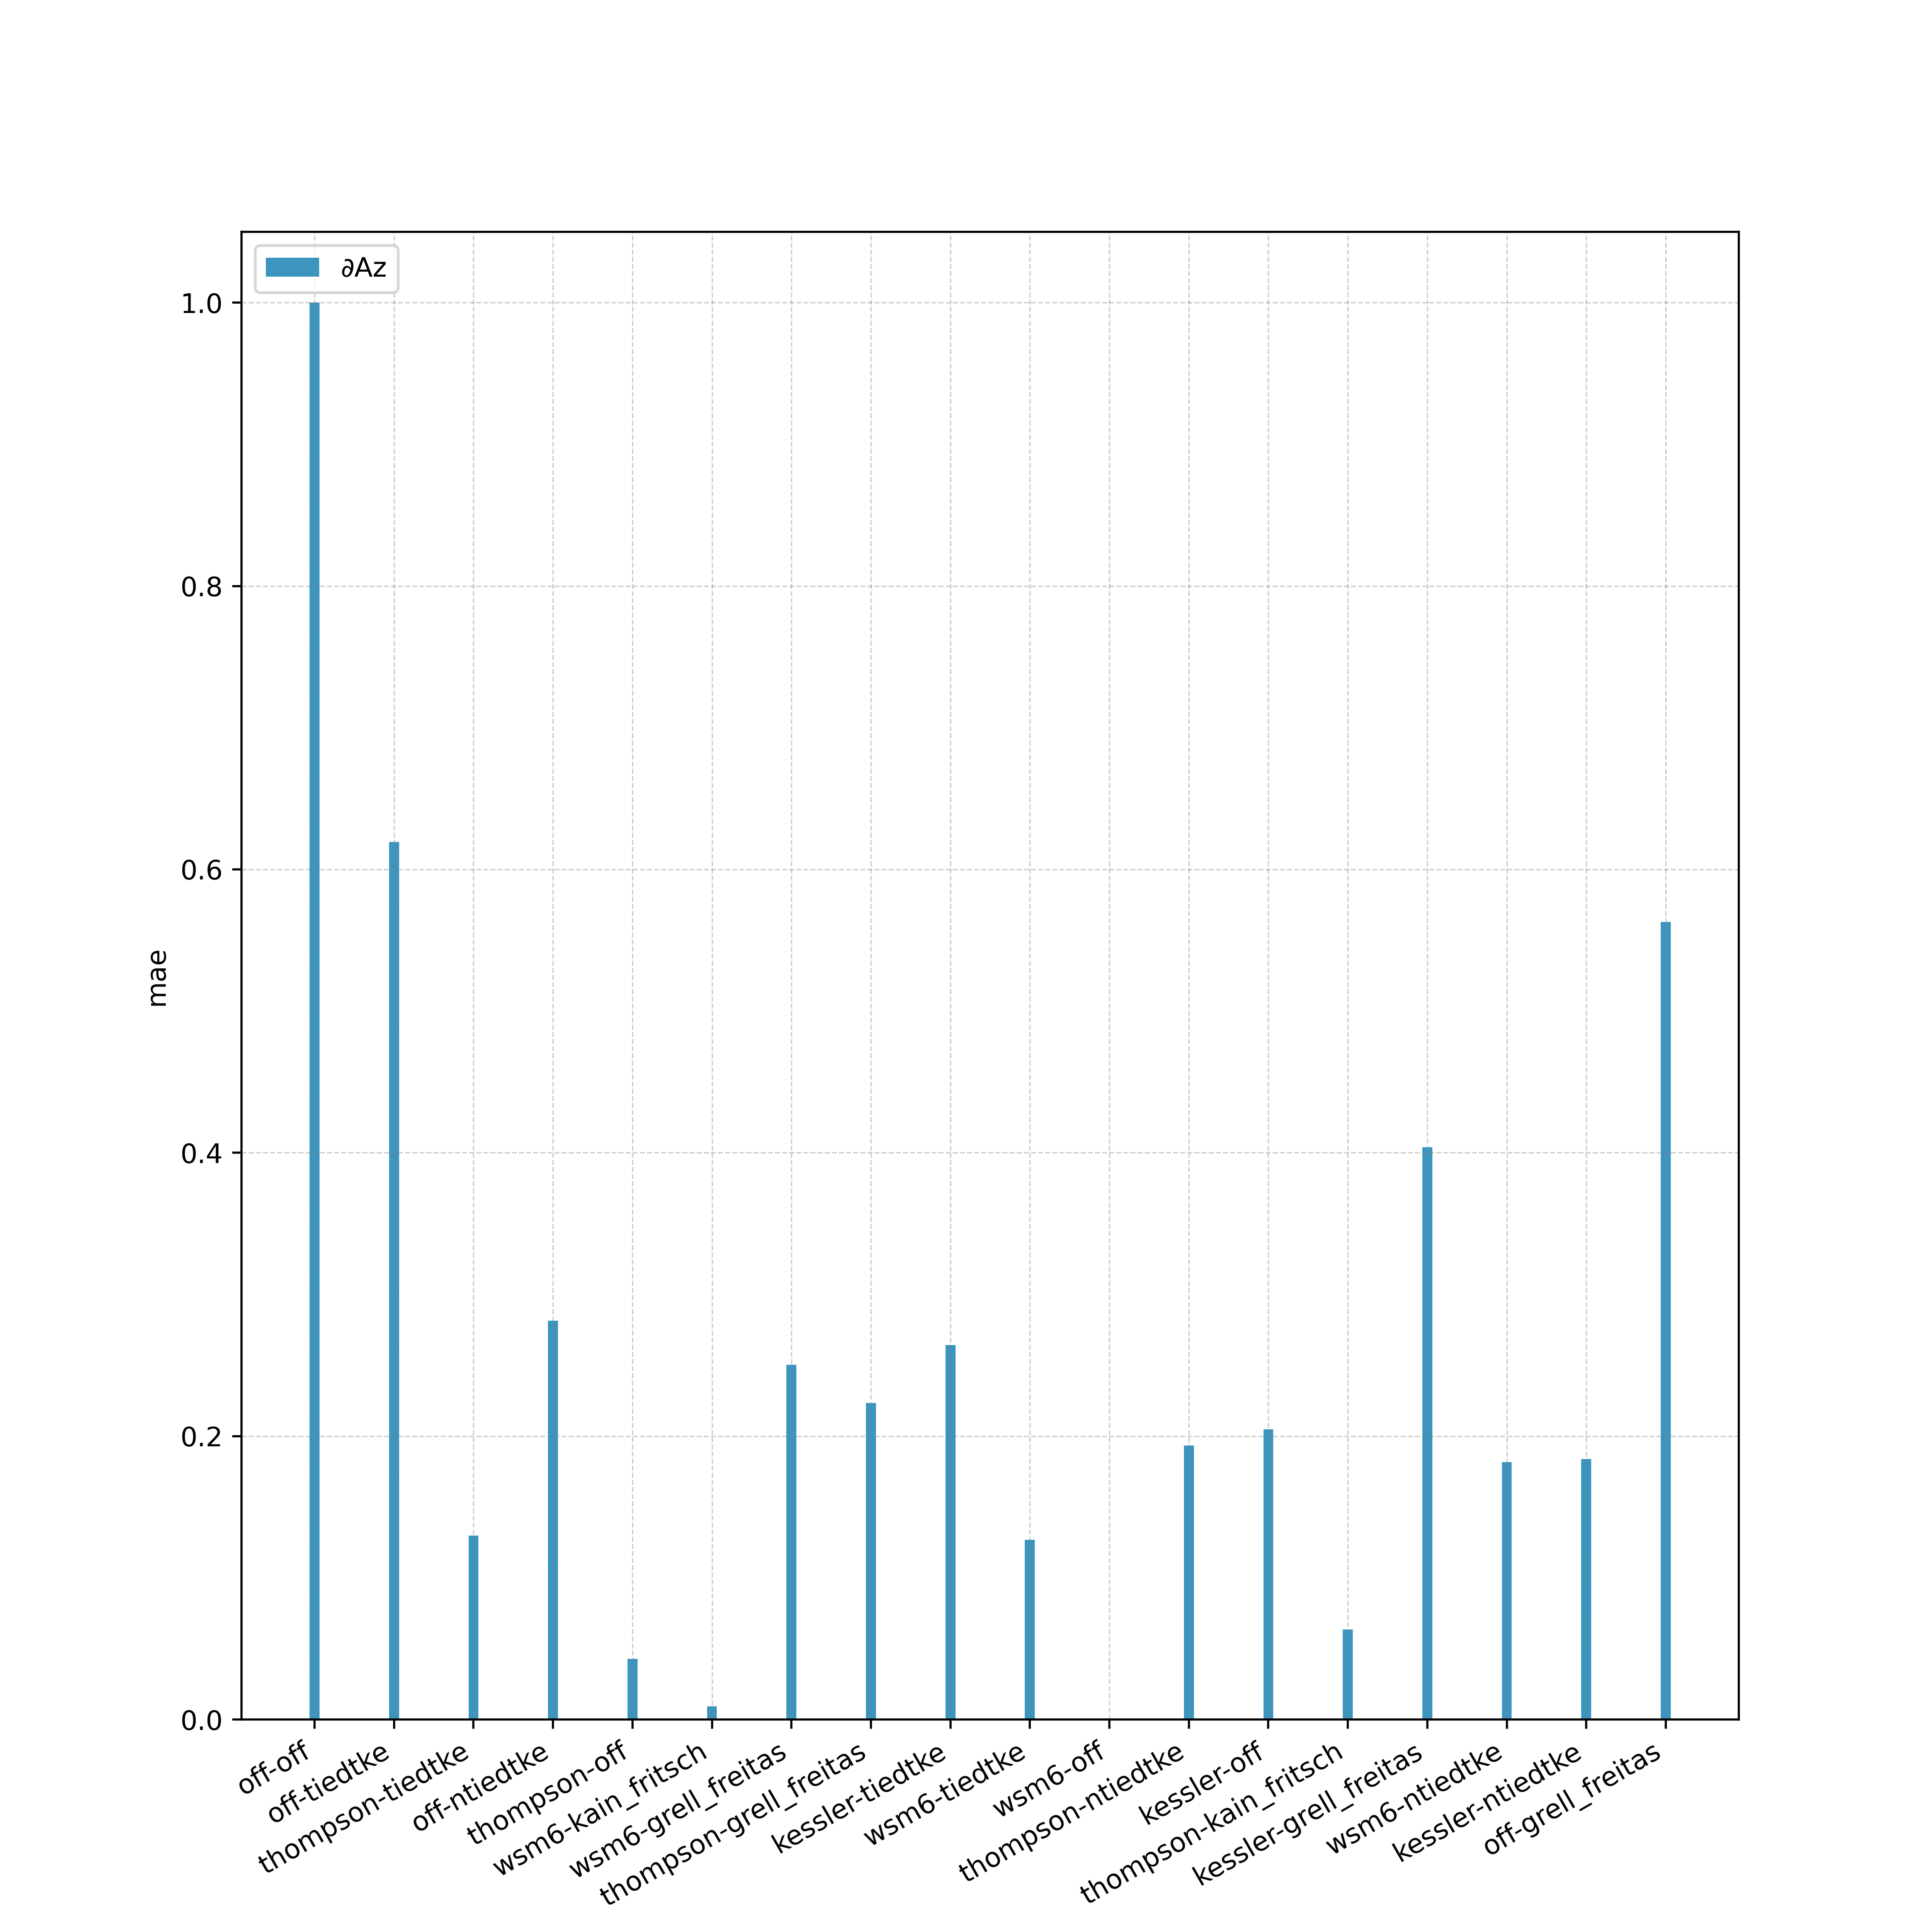 ∂Az
1.0
0.8
0.6
0.4
0.2
0.0
mae
off-off
off-tiedtke
thompson-tiedtke
off-ntiedtke
thompson-off
wsm6-kain_fritsch
wsm6-grell_freitas
thompson-grell_freitas
kessler-tiedtke
wsm6-tiedtke
wsm6-off
thompson-ntiedtke
kessler-off
thompson-kain_fritsch
kessler-grell_freitas
wsm6-ntiedtke
kessler-ntiedtke
off-grell_freitas